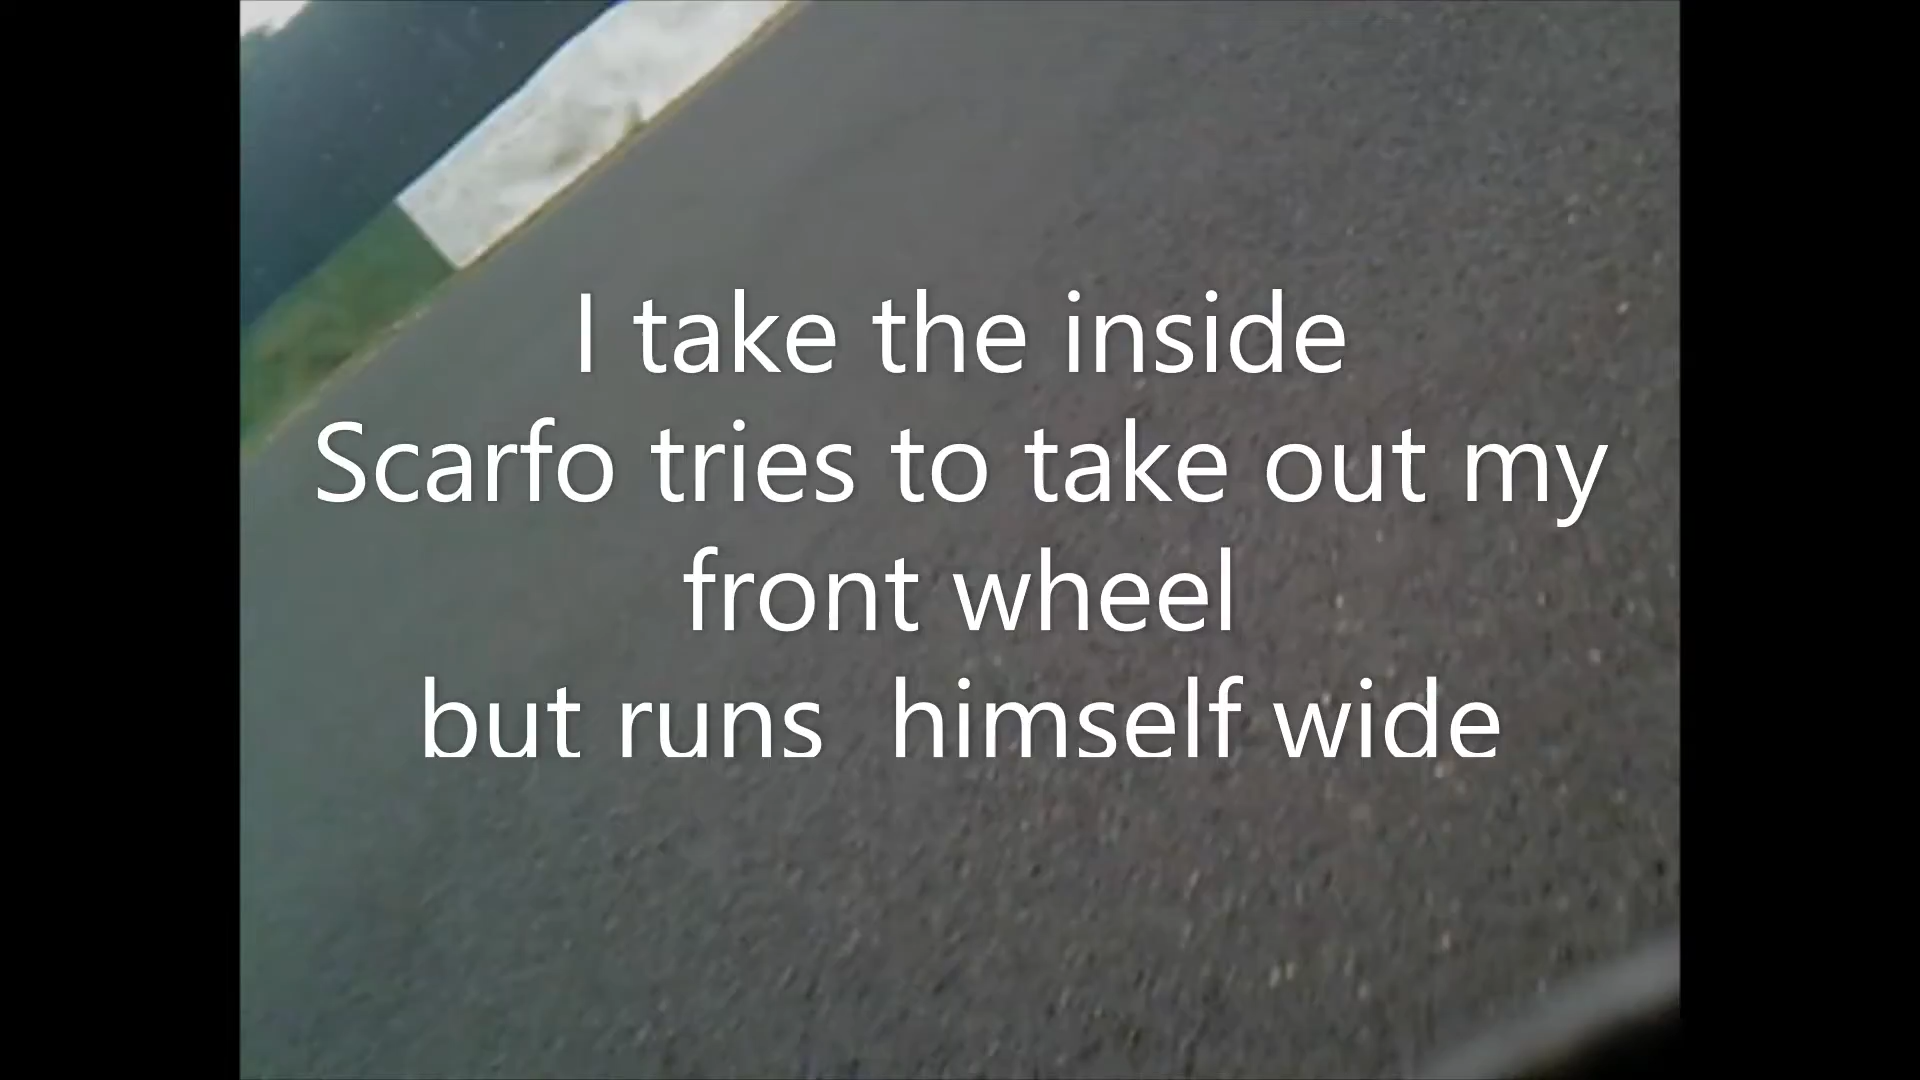 I take the inside
Scarfo tries to take out my
front wheel
but runs  himself wide